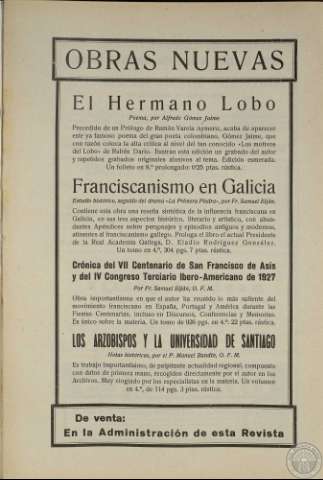 OBRAS NUEVAS
El Hermano Lobo
Poema, por Alfredo Gómez Jaime
Precedido de un Prólogo de Ramón García Aymero, acaba de aparecer
este ya famoso poema del gran poeta colombiano, Gómez Jaime, que
con razón coloca la alta crítica al nivel del tan conocido «Los motivos
del Lobo» de Rubén Darío. Ilustran esta edición un grabado del autor
y repetidos grabados originales alusivos al tema. Edición esmerada.
Un folleto en 8.º prolongado: 0'25 ptas. rústica.
Franciscanismo en Galicia
Estudio histórico, seguido del drama «La Primera Piedra», por Fr. Samuel Eiján.
Contiene esta obra una reseña sintética de la influencia franciscana en
Galicia, en sus tres aspectos histórico, literario y artístico, con abun-
dantes Apéndices sobre personajes y episodios antiguos y modernos,
atinentes al franciscanismo gallego. Prologa el libro el actual Presidente
de la Real Academia Gallega, D. Eladio Rodríguez González.
Un tomo en 4.º, 304 pgs. 7 ptas. rústica.
Crónica del VII Centenario de San Francisco de Asís
y del IV Congreso Terciario Ibero-Americano de 1927
Por Fr. Samuel Eiján, O. F. M.
Obra importantísima en que el autor ha reunido lo más saliente del
movimiento franciscano en España, Portugal y América durante las
Fiestas Centenarias, incluso en Discursos, Conferencias y Memorias.
Es único sobre la materia. Un tomo de 926 pgs. en 4.º 22 ptas. rústica.
LOS ARZOBISPOS Y LA UNIVERSIDAD DE SANTIAGO
Notas históricas, por el P. Manuel Bandín, O. F. M.
Es trabajo importantísimo, de palpitante actualidad regional, compuesto
con datos de primera mano, recogidos directamente por el autor en los
Archivos. Muy elogiado por los especialistas en la materia. Un volumen
en 4.º, de 114 pgs. 3 ptas. rústica.
De venta:
En la Administración de esta Revista